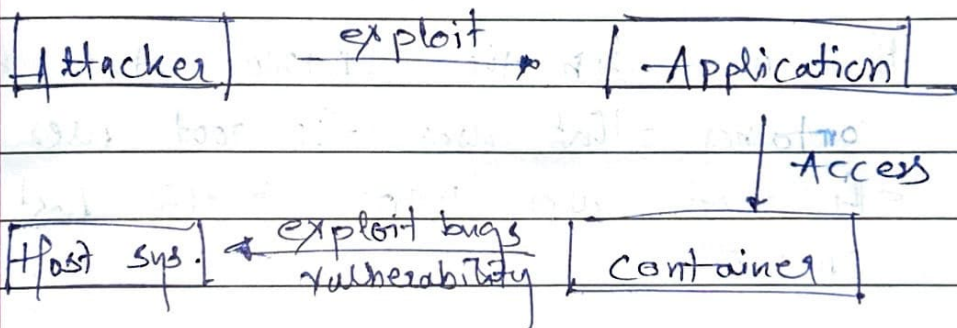 Attacker exploit Application
Access
Host sys. exploit bugs Container
vulnerability